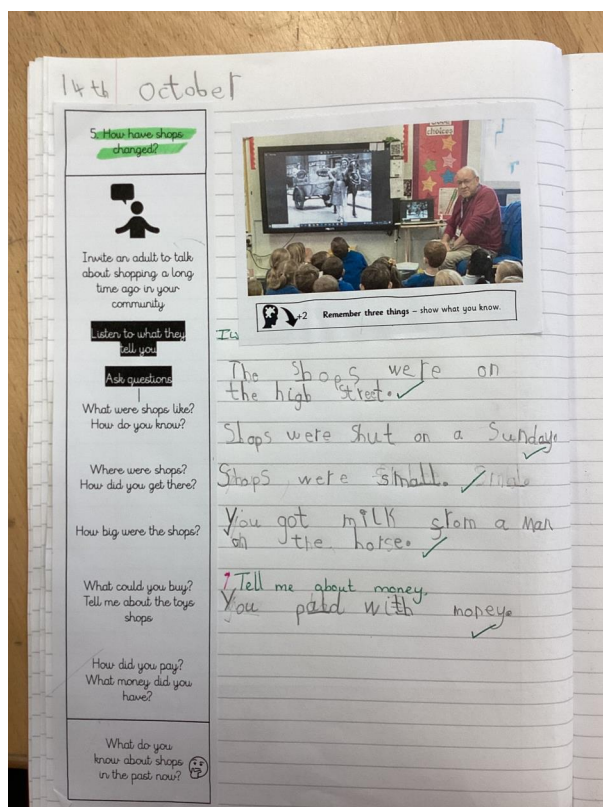 14th October
5. How have shops
changed?
Invite an adult to talk
about shopping a long
time ago in your
community
Listen to what they
tell you
Ask questions
What were shops like?
How do you know?
Where were shops?
How did you get there?
How big were the shops?
What could you buy?
Tell me about the toys
shops
How did you pay?
What money did you
have?
What do you
know about shops
in the past now?
choices
+2 Remember three things – show what you know.
The shops were on
the high street.
Shops were shut on a Sunday.
Shops were small.
You got milk from a man
on the horse.
Tell me about money.
You paid with money.